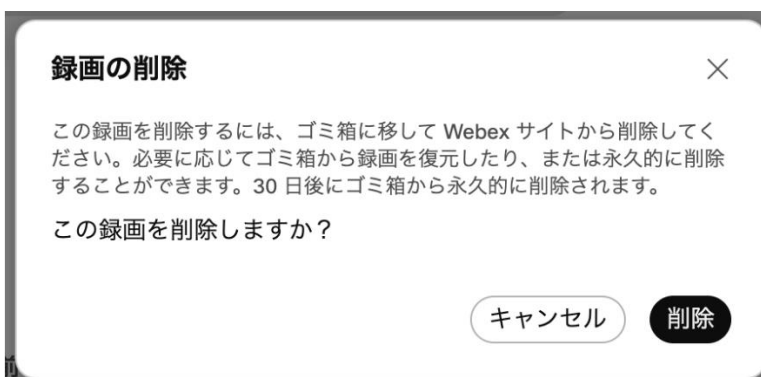 録画の削除
この録画を削除するには、ゴミ箱に移して Webex サイトから削除してく
ださい。必要に応じてゴミ箱から録画を復元したり、または永久的に削除
することができます。30 日後にゴミ箱から永久的に削除されます。
この録画を削除しますか？
キャンセル
削除